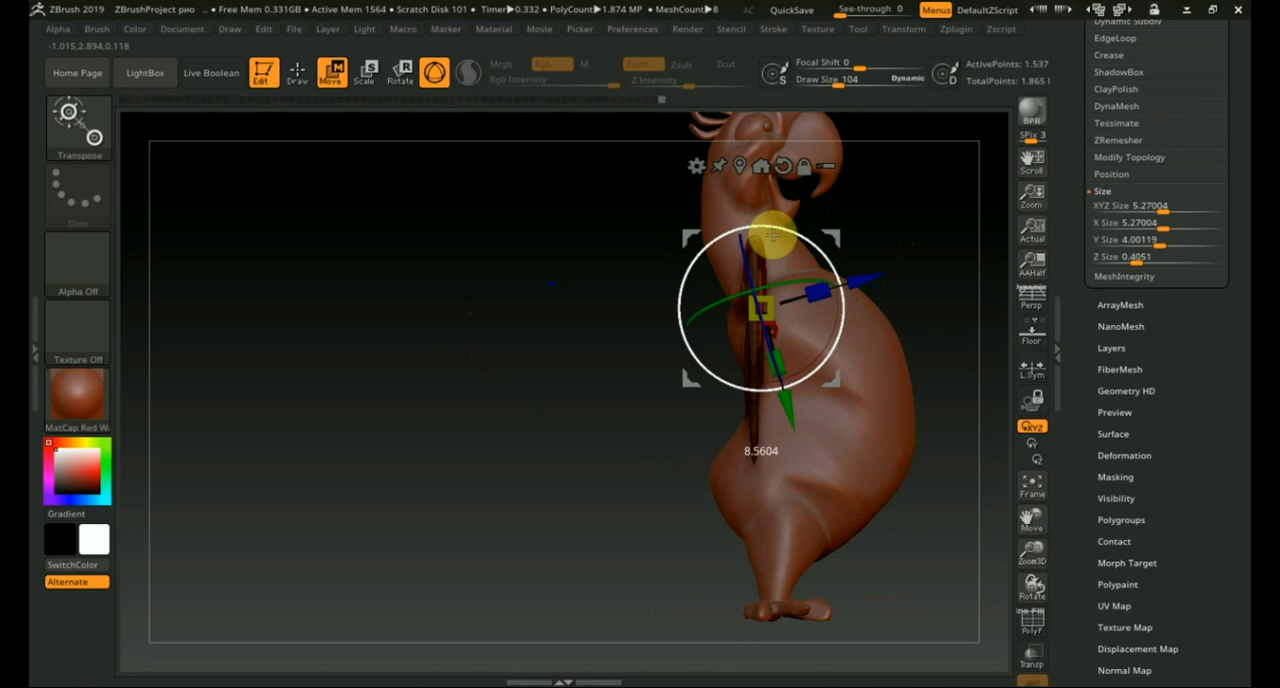 ZBrush 2019 ZBrushProject .. • Free Mem 0.331GB • Active Mem 1564 • Scratch Disk 101 • Timer▶0.332 • PolyCount▶1.874 MP • MeshCount▶8 AC QuickSave See-through 0 Menus DefaultZScript
Alpha Brush Color Document Draw Edit File Layer Light Macro Marker Material Movie Picker Preferences Render Stencil Stroke Texture Tool Transform Zplugin Zscript
-1.015,2.894,0.118
Home Page LightBox Live Boolean Edit Draw Move Scale Rotate
Mrgb Rgb M Zadd Zsub Zcut
Rgb Intensity Z Intensity
Focal Shift 0
Draw Size 104 Dynamic
ActivePoints: 1.537
TotalPoints: 1.865
Transpose
Dots
Alpha Off
Texture Off
MatCap Red W
Gradient
SwitchColor
Alternate
8.5604
BPR
SPix 3
Scroll
Zoom
Actual
AAHalf
Persp
Floor
L.Sym
XYZ
Frame
Move
Zoom3D
Rotate
PolyF
Transp
Dynamic Subdiv
EdgeLoop
Crease
ShadowBox
ClayPolish
DynaMesh
Tessimate
ZRemesher
Modify Topology
Position
Size
XYZ Size 5.27004
X Size 5.27004
Y Size 4.00119
Z Size 0.4051
MeshIntegrity
ArrayMesh
NanoMesh
Layers
FiberMesh
Geometry HD
Preview
Surface
Deformation
Masking
Visibility
Polygroups
Contact
Morph Target
Polypaint
UV Map
Texture Map
Displacement Map
Normal Map